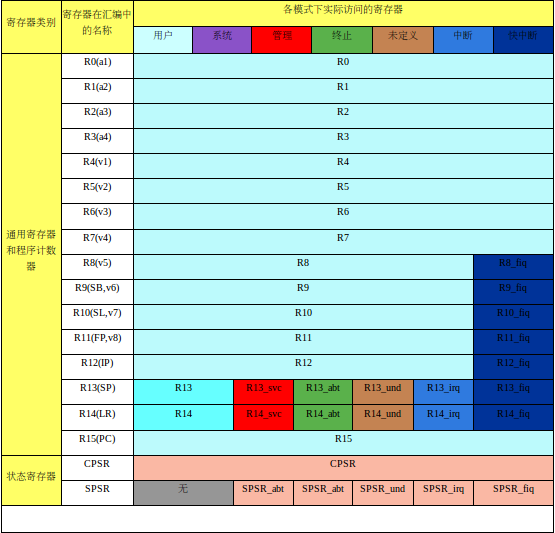 寄存器类别 寄存器在汇编中的名称 各模式下实际访问的寄存器
用户 系统 管理 终止 未定义 中断 快中断
通用寄存器和程序计数器
R0(a1) R0
R1(a2) R1
R2(a3) R2
R3(a4) R3
R4(v1) R4
R5(v2) R5
R6(v3) R6
R7(v4) R7
R8(v5) R8 R8_fiq
R9(SB,v6) R9 R9_fiq
R10(SL,v7) R10 R10_fiq
R11(FP,v8) R11 R11_fiq
R12(IP) R12 R12_fiq
R13(SP) R13 R13_svc R13_abt R13_und R13_irq R13_fiq
R14(LR) R14 R14_svc R14_abt R14_und R14_irq R14_fiq
R15(PC) R15
状态寄存器
CPSR CPSR
SPSR 无 SPSR_abt SPSR_abt SPSR_und SPSR_irq SPSR_fiq